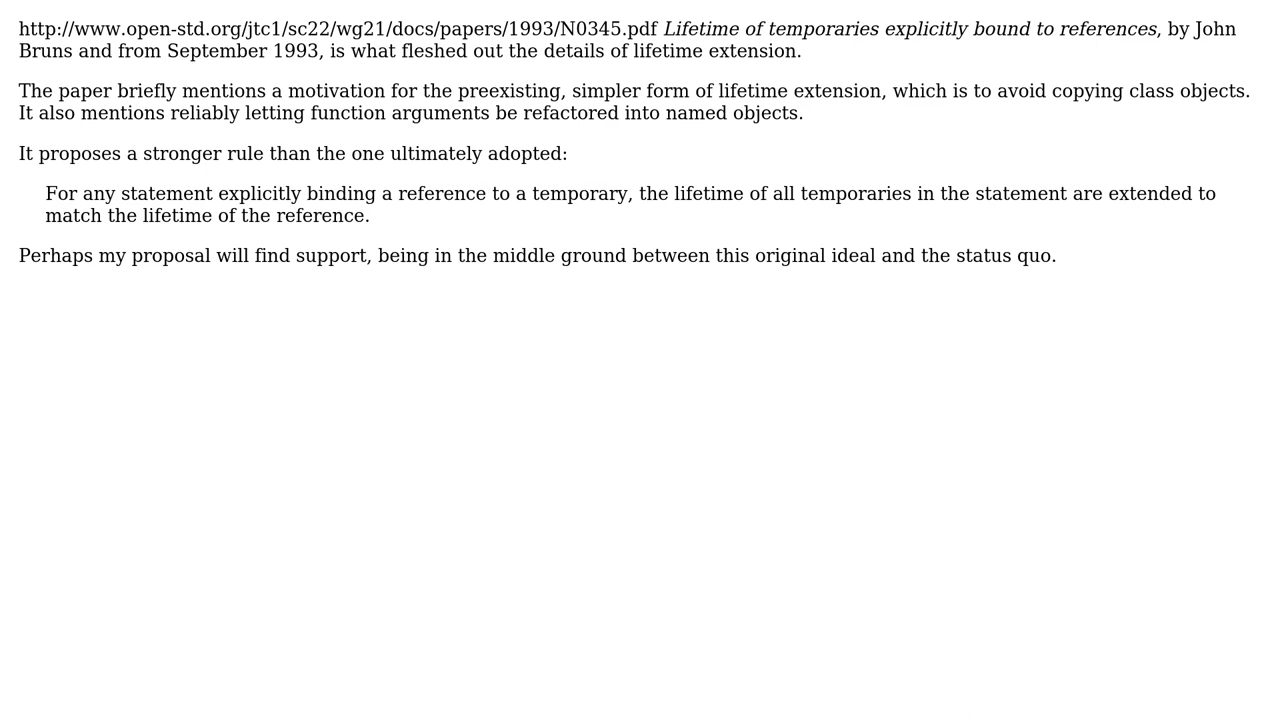 http://www.open-std.org/jtc1/sc22/wg21/docs/papers/1993/N0345.pdf Lifetime of temporaries explicitly bound to references, by John
Bruns and from September 1993, is what fleshed out the details of lifetime extension.
The paper briefly mentions a motivation for the preexisting, simpler form of lifetime extension, which is to avoid copying class objects.
It also mentions reliably letting function arguments be refactored into named objects.
It proposes a stronger rule than the one ultimately adopted:
For any statement explicitly binding a reference to a temporary, the lifetime of all temporaries in the statement are extended to
match the lifetime of the reference.
Perhaps my proposal will find support, being in the middle ground between this original ideal and the status quo.